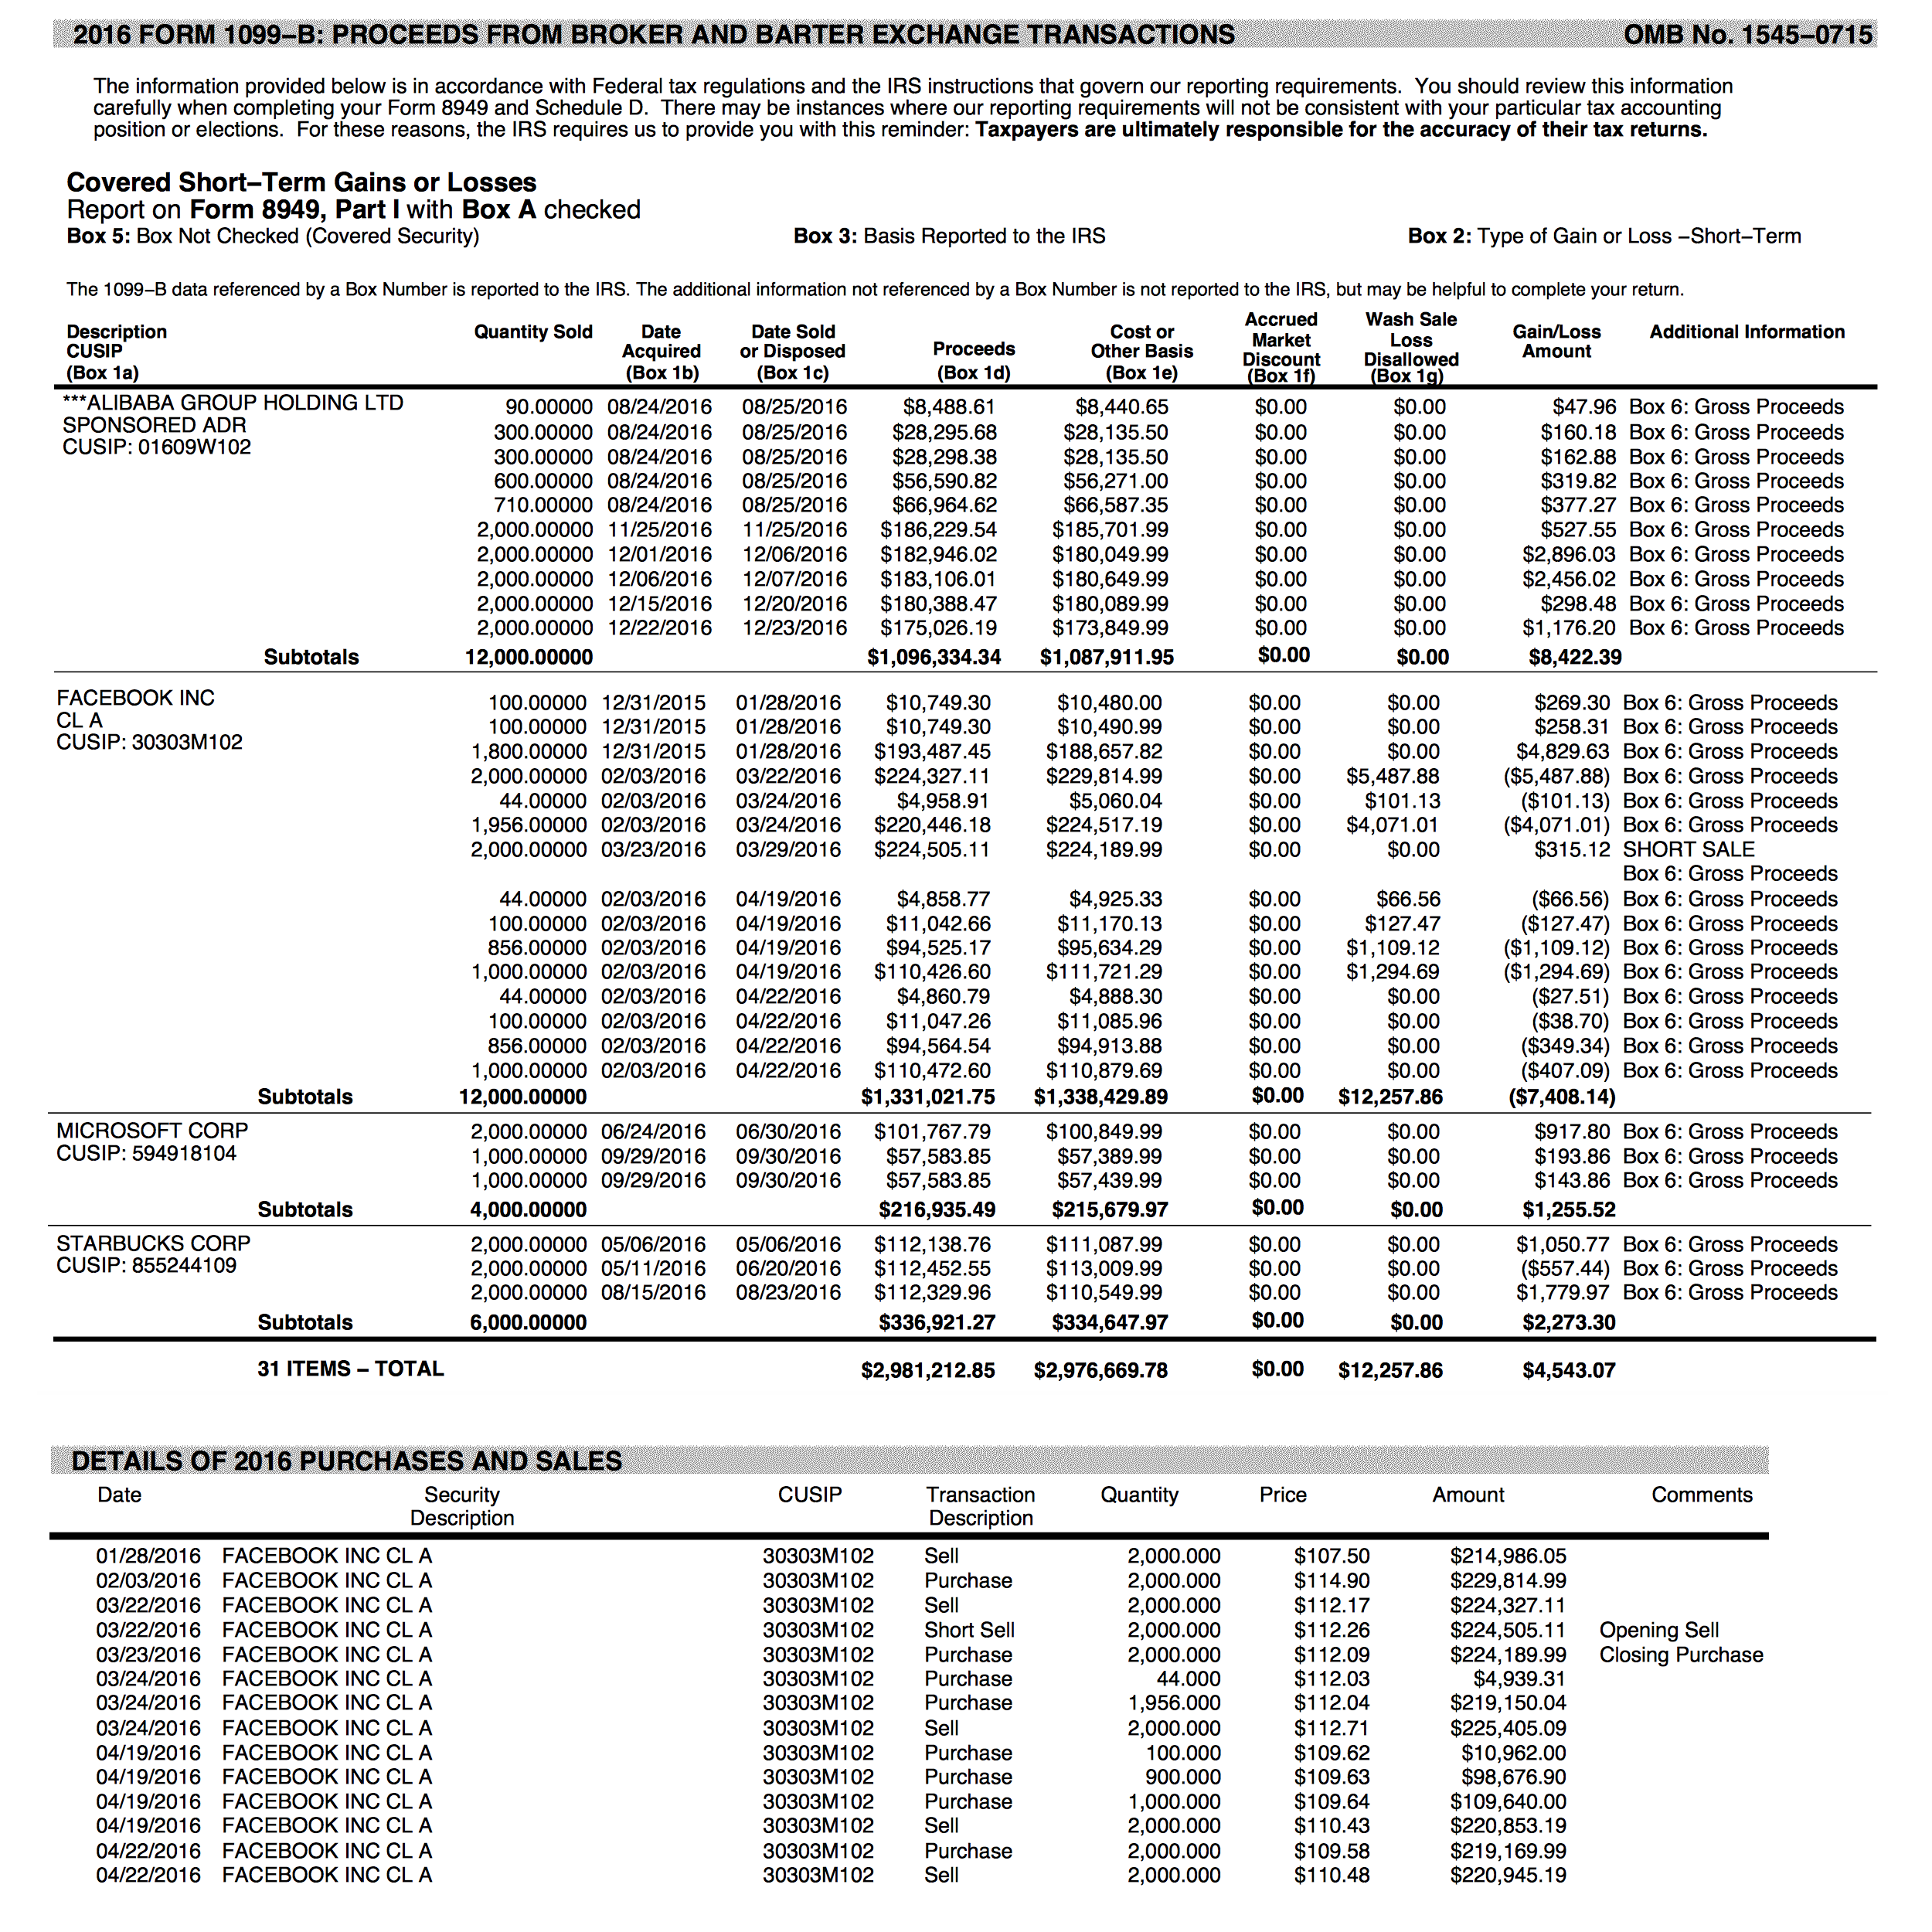 2016 FORM 1099–B: PROCEEDS FROM BROKER AND BARTER EXCHANGE TRANSACTIONS OMB No. 1545–0715
The information provided below is in accordance with Federal tax regulations and the IRS instructions that govern our reporting requirements. You should review this information
carefully when completing your Form 8949 and Schedule D. There may be instances where our reporting requirements will not be consistent with your particular tax accounting
position or elections. For these reasons, the IRS requires us to provide you with this reminder: Taxpayers are ultimately responsible for the accuracy of their tax returns.
Covered Short–Term Gains or Losses
Report on Form 8949, Part I with Box A checked
Box 5: Box Not Checked (Covered Security) Box 3: Basis Reported to the IRS Box 2: Type of Gain or Loss –Short–Term
The 1099–B data referenced by a Box Number is reported to the IRS. The additional information not referenced by a Box Number is not reported to the IRS, but may be helpful to complete your return.
Description Quantity Sold Date Date Sold Cost or Accrued Wash Sale Gain/Loss Additional Information
CUSIP Acquired or Disposed Proceeds Other Basis Market Loss Amount
Discount Disallowed
(Box 1a) (Box 1b) (Box 1c) (Box 1d) (Box 1e) (Box 1f) (Box 1g)
***ALIBABA GROUP HOLDING LTD 90.00000 08/24/2016 08/25/2016 $8,488.61 $8,440.65 $0.00 $0.00 $47.96 Box 6: Gross Proceeds
SPONSORED ADR 300.00000 08/24/2016 08/25/2016 $28,295.68 $28,135.50 $0.00 $0.00 $160.18 Box 6: Gross Proceeds
CUSIP: 01609W102 300.00000 08/24/2016 08/25/2016 $28,298.38 $28,135.50 $0.00 $0.00 $162.88 Box 6: Gross Proceeds
600.00000 08/24/2016 08/25/2016 $56,590.82 $56,271.00 $0.00 $0.00 $319.82 Box 6: Gross Proceeds
710.00000 08/24/2016 08/25/2016 $66,964.62 $66,587.35 $0.00 $0.00 $377.27 Box 6: Gross Proceeds
2,000.00000 11/25/2016 11/25/2016 $186,229.54 $185,701.99 $0.00 $0.00 $527.55 Box 6: Gross Proceeds
2,000.00000 12/01/2016 12/06/2016 $182,946.02 $180,049.99 $0.00 $0.00 $2,896.03 Box 6: Gross Proceeds
2,000.00000 12/06/2016 12/07/2016 $183,106.01 $180,649.99 $0.00 $0.00 $2,456.02 Box 6: Gross Proceeds
2,000.00000 12/15/2016 12/20/2016 $180,388.47 $180,089.99 $0.00 $0.00 $298.48 Box 6: Gross Proceeds
2,000.00000 12/22/2016 12/23/2016 $175,026.19 $173,849.99 $0.00 $0.00 $1,176.20 Box 6: Gross Proceeds
Subtotals 12,000.00000 $1,096,334.34 $1,087,911.95 $0.00 $0.00 $8,422.39
FACEBOOK INC 100.00000 12/31/2015 01/28/2016 $10,749.30 $10,480.00 $0.00 $0.00 $269.30 Box 6: Gross Proceeds
CL A 100.00000 12/31/2015 01/28/2016 $10,749.30 $10,490.99 $0.00 $0.00 $258.31 Box 6: Gross Proceeds
CUSIP: 30303M102 1,800.00000 12/31/2015 01/28/2016 $193,487.45 $188,657.82 $0.00 $0.00 $4,829.63 Box 6: Gross Proceeds
2,000.00000 02/03/2016 03/22/2016 $224,327.11 $229,814.99 $0.00 $5,487.88 ($5,487.88) Box 6: Gross Proceeds
44.00000 02/03/2016 03/24/2016 $4,958.91 $5,060.04 $0.00 $101.13 ($101.13) Box 6: Gross Proceeds
1,956.00000 02/03/2016 03/24/2016 $220,446.18 $224,517.19 $0.00 $4,071.01 ($4,071.01) Box 6: Gross Proceeds
2,000.00000 03/23/2016 03/29/2016 $224,505.11 $224,189.99 $0.00 $0.00 $315.12 SHORT SALE
Box 6: Gross Proceeds
44.00000 02/03/2016 04/19/2016 $4,858.77 $4,925.33 $0.00 $66.56 ($66.56) Box 6: Gross Proceeds
100.00000 02/03/2016 04/19/2016 $11,042.66 $11,170.13 $0.00 $127.47 ($127.47) Box 6: Gross Proceeds
856.00000 02/03/2016 04/19/2016 $94,525.17 $95,634.29 $0.00 $1,109.12 ($1,109.12) Box 6: Gross Proceeds
1,000.00000 02/03/2016 04/19/2016 $110,426.60 $111,721.29 $0.00 $1,294.69 ($1,294.69) Box 6: Gross Proceeds
44.00000 02/03/2016 04/22/2016 $4,860.79 $4,888.30 $0.00 $0.00 ($27.51) Box 6: Gross Proceeds
100.00000 02/03/2016 04/22/2016 $11,047.26 $11,085.96 $0.00 $0.00 ($38.70) Box 6: Gross Proceeds
856.00000 02/03/2016 04/22/2016 $94,564.54 $94,913.88 $0.00 $0.00 ($349.34) Box 6: Gross Proceeds
1,000.00000 02/03/2016 04/22/2016 $110,472.60 $110,879.69 $0.00 $0.00 ($407.09) Box 6: Gross Proceeds
Subtotals 12,000.00000 $1,331,021.75 $1,338,429.89 $0.00 $12,257.86 ($7,408.14)
MICROSOFT CORP 2,000.00000 06/24/2016 06/30/2016 $101,767.79 $100,849.99 $0.00 $0.00 $917.80 Box 6: Gross Proceeds
CUSIP: 594918104 1,000.00000 09/29/2016 09/30/2016 $57,583.85 $57,389.99 $0.00 $0.00 $193.86 Box 6: Gross Proceeds
1,000.00000 09/29/2016 09/30/2016 $57,583.85 $57,439.99 $0.00 $0.00 $143.86 Box 6: Gross Proceeds
Subtotals 4,000.00000 $216,935.49 $215,679.97 $0.00 $0.00 $1,255.52
STARBUCKS CORP 2,000.00000 05/06/2016 05/06/2016 $112,138.76 $111,087.99 $0.00 $0.00 $1,050.77 Box 6: Gross Proceeds
CUSIP: 855244109 2,000.00000 05/11/2016 06/20/2016 $112,452.55 $113,009.99 $0.00 $0.00 ($557.44) Box 6: Gross Proceeds
2,000.00000 08/15/2016 08/23/2016 $112,329.96 $110,549.99 $0.00 $0.00 $1,779.97 Box 6: Gross Proceeds
Subtotals 6,000.00000 $336,921.27 $334,647.97 $0.00 $0.00 $2,273.30
31 ITEMS – TOTAL $2,981,212.85 $2,976,669.78 $0.00 $12,257.86 $4,543.07
DETAILS OF 2016 PURCHASES AND SALES
Date Security CUSIP Transaction Quantity Price Amount Comments
Description Description
01/28/2016 FACEBOOK INC CL A 30303M102 Sell 2,000.000 $107.50 $214,986.05
02/03/2016 FACEBOOK INC CL A 30303M102 Purchase 2,000.000 $114.90 $229,814.99
03/22/2016 FACEBOOK INC CL A 30303M102 Sell 2,000.000 $112.17 $224,327.11
03/22/2016 FACEBOOK INC CL A 30303M102 Short Sell 2,000.000 $112.26 $224,505.11 Opening Sell
03/23/2016 FACEBOOK INC CL A 30303M102 Purchase 2,000.000 $112.09 $224,189.99 Closing Purchase
03/24/2016 FACEBOOK INC CL A 30303M102 Purchase 44.000 $112.03 $4,939.31
03/24/2016 FACEBOOK INC CL A 30303M102 Purchase 1,956.000 $112.04 $219,150.04
03/24/2016 FACEBOOK INC CL A 30303M102 Sell 2,000.000 $112.71 $225,405.09
04/19/2016 FACEBOOK INC CL A 30303M102 Purchase 100.000 $109.62 $10,962.00
04/19/2016 FACEBOOK INC CL A 30303M102 Purchase 900.000 $109.63 $98,676.90
04/19/2016 FACEBOOK INC CL A 30303M102 Purchase 1,000.000 $109.64 $109,640.00
04/19/2016 FACEBOOK INC CL A 30303M102 Sell 2,000.000 $110.43 $220,853.19
04/22/2016 FACEBOOK INC CL A 30303M102 Purchase 2,000.000 $109.58 $219,169.99
04/22/2016 FACEBOOK INC CL A 30303M102 Sell 2,000.000 $110.48 $220,945.19